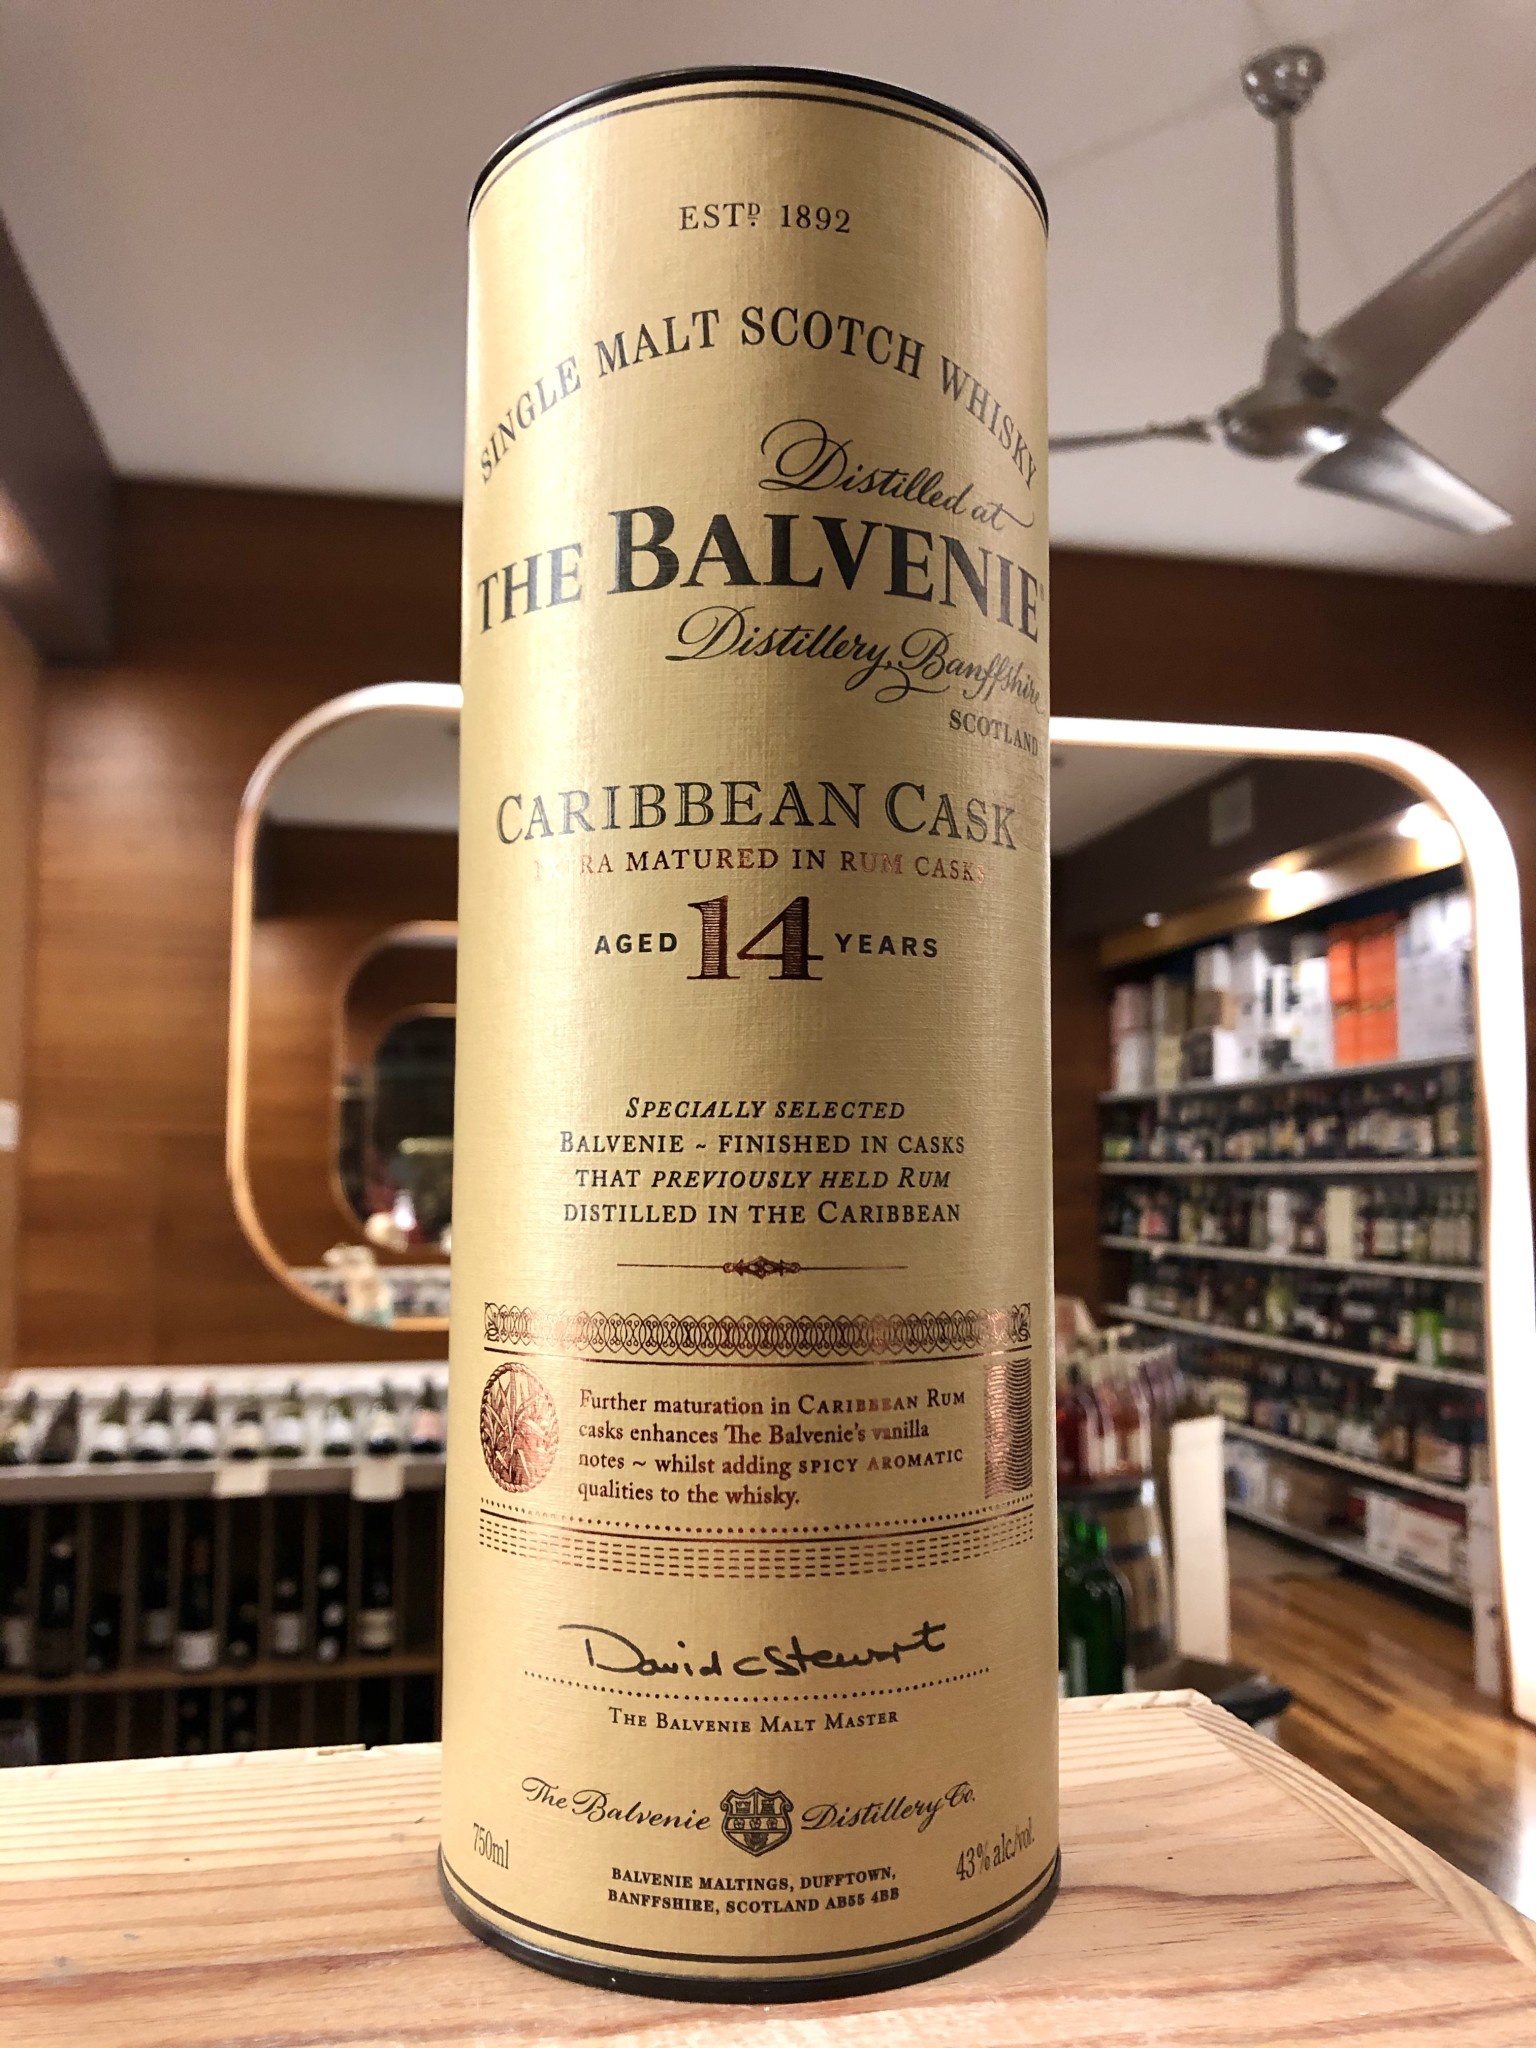 ESTD. 1892
SINGLE MALT SCOTCH WHISKY
Distilled at
THE BALVENIE®
Distillery, Banffshire
SCOTLAND
CARIBBEAN CASK
EXTRA MATURED IN RUM CASKS
AGED 14 YEARS
SPECIALLY SELECTED
BALVENIE ~ FINISHED IN CASKS
THAT PREVIOUSLY HELD RUM
DISTILLED IN THE CARIBBEAN
Further maturation in CARIBBEAN RUM
casks enhances The Balvenie's vanilla
notes ~ whilst adding SPICY AROMATIC
qualities to the whisky.
David C Stewart
THE BALVENIE MALT MASTER
The Balvenie Distillery Co.
750ml
43% alc/vol.
BALVENIE MALTINGS, DUFFTOWN,
BANFFSHIRE, SCOTLAND AB55 4BB